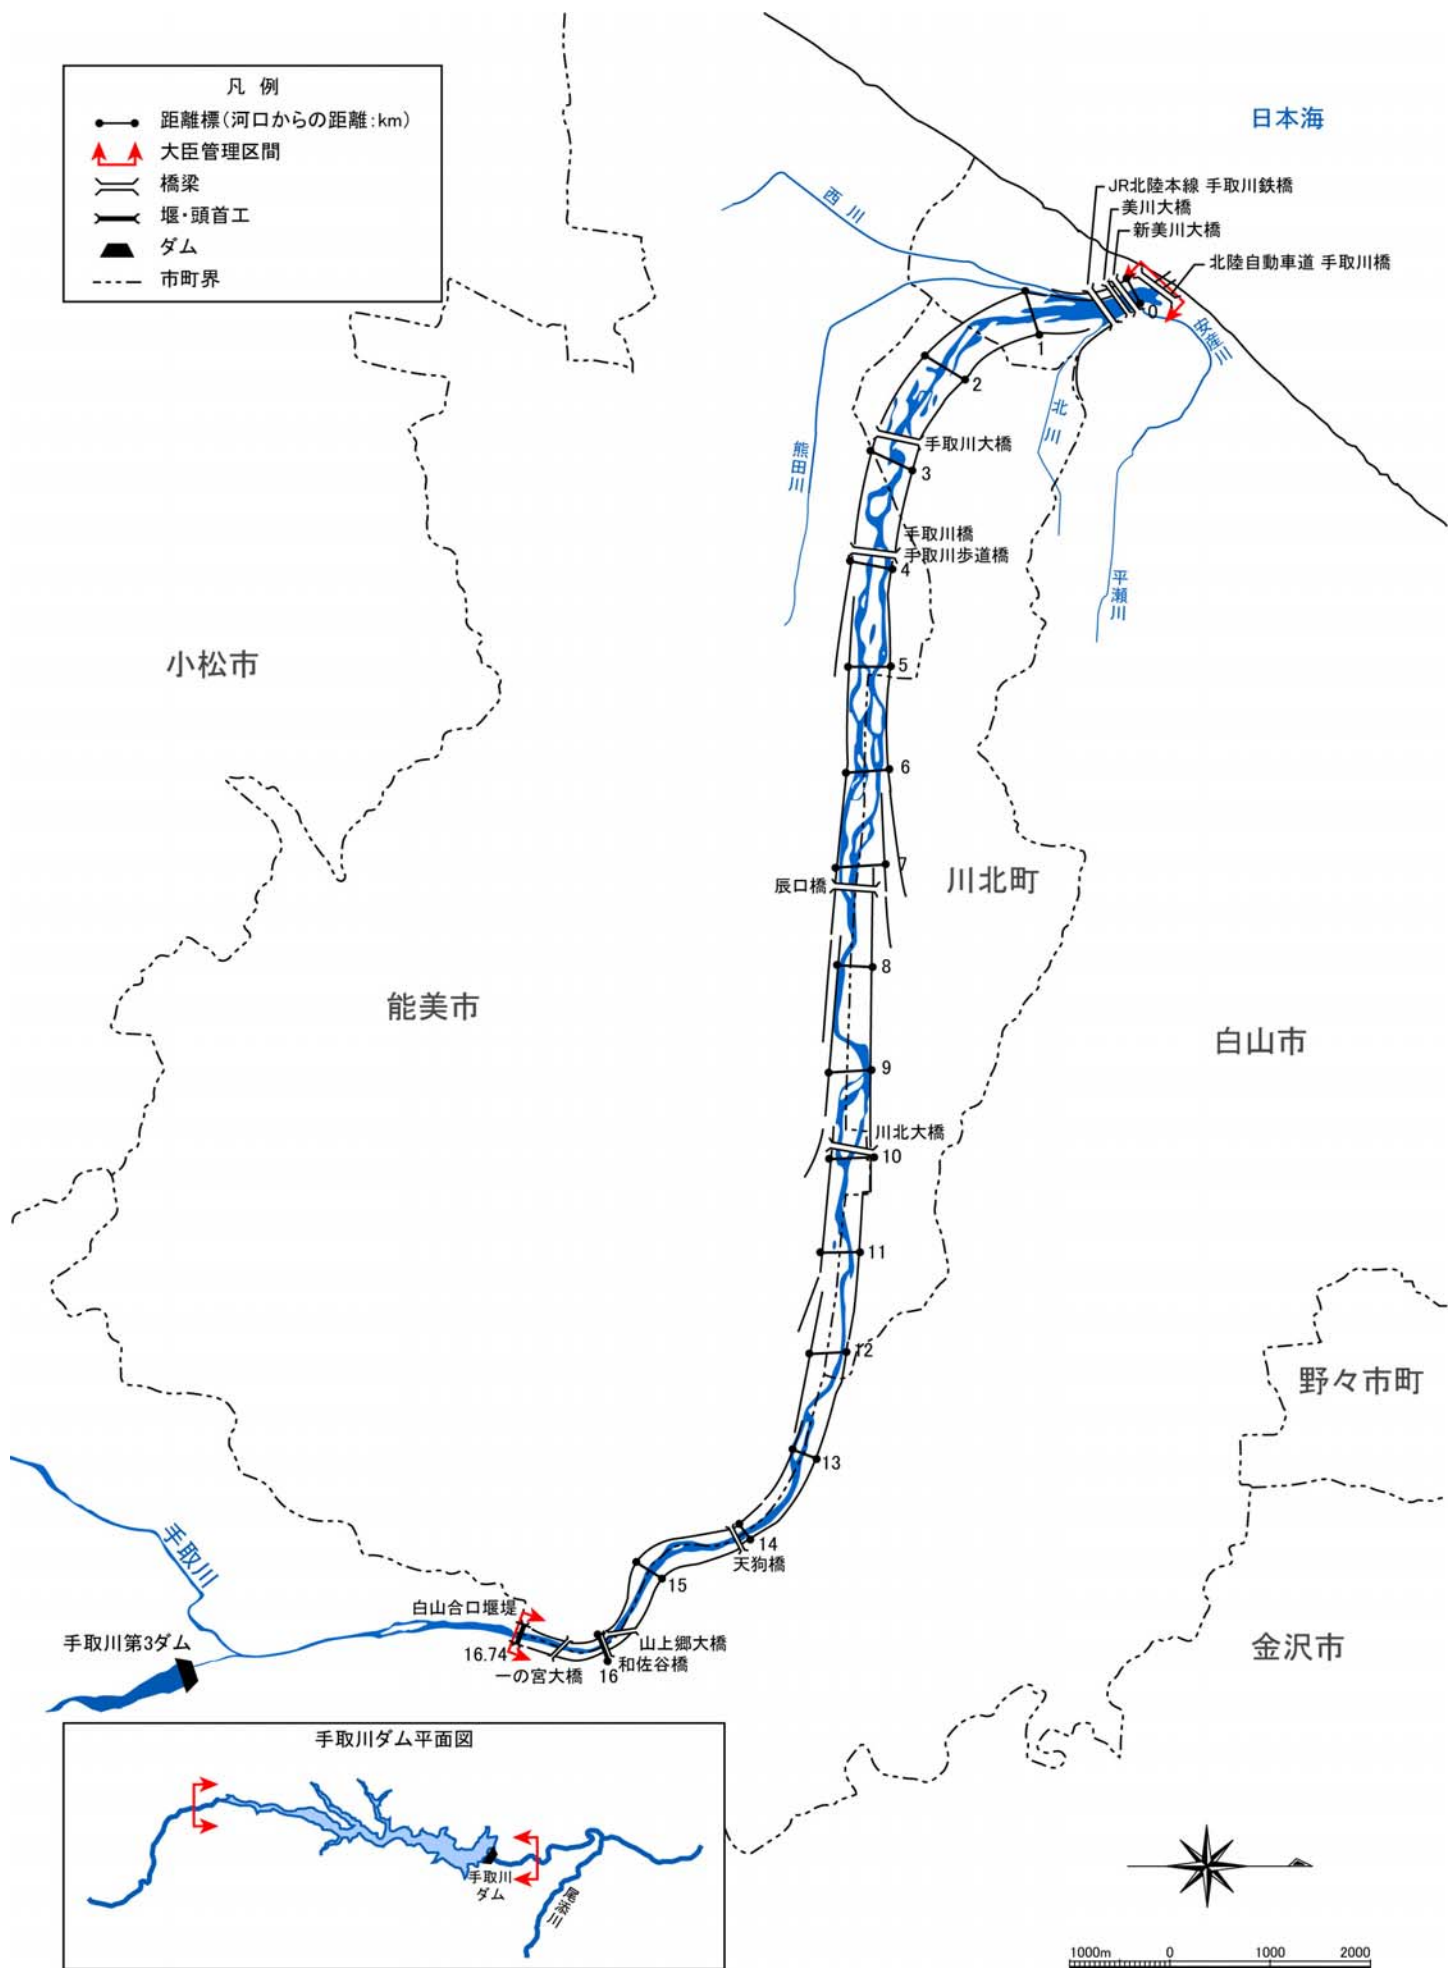 凡 例
距離標(河口からの距離:km)
大臣管理区間
橋梁
堰・頭首工
ダム
市町界
日本海
西川
JR北陸本線 手取川鉄橋
美川大橋
新美川大橋
北陸自動車道 手取川橋
0
安産川
1
2
北川
熊田川
手取川大橋
3
手取川橋
手取川歩道橋
4
平瀬川
小松市
5
6
7
辰口橋
川北町
8
能美市
白山市
9
川北大橋
10
11
12
野々市町
13
手取川
14
天狗橋
15
白山合口堰堤
手取川第3ダム
16.74
山上郷大橋
和佐谷橋
一の宮大橋
16
金沢市
手取川ダム平面図
手取川
ダム
尾添川
1000m 0 1000 2000